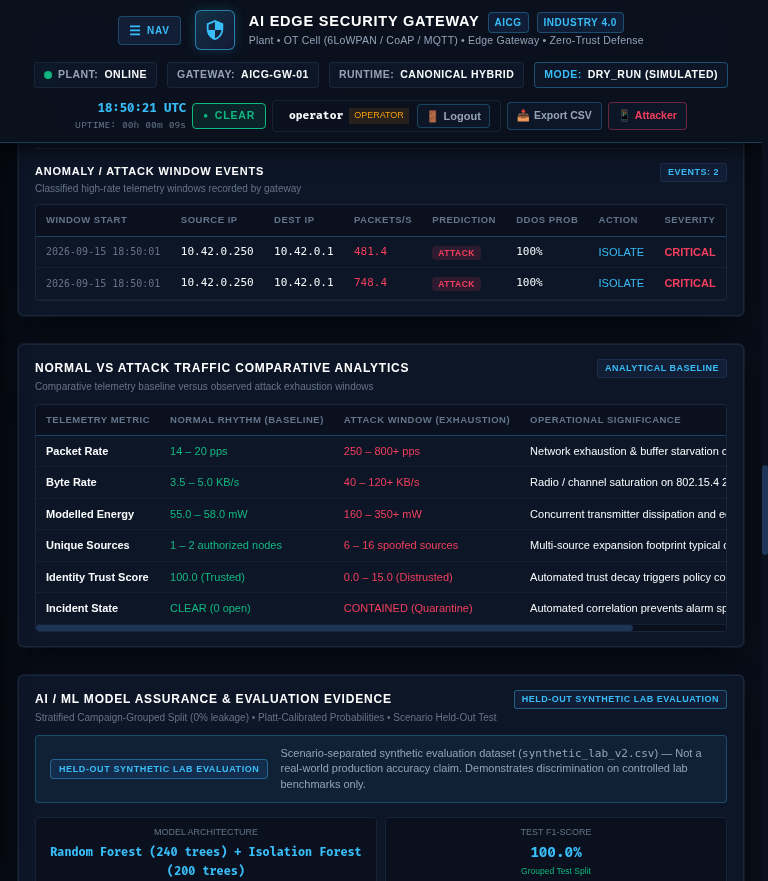 ☰ NAV
AI EDGE SECURITY GATEWAY AICG INDUSTRY 4.0
Plant • OT Cell (6LoWPAN / CoAP / MQTT) • Edge Gateway • Zero-Trust Defense
PLANT: ONLINE GATEWAY: AICG-GW-01 RUNTIME: CANONICAL HYBRID MODE: DRY_RUN (SIMULATED)
18:50:21 UTC
UPTIME: 00h 00m 09s
• CLEAR
operator OPERATOR 🚪 Logout 📤 Export CSV 📱 Attacker
ANOMALY / ATTACK WINDOW EVENTS EVENTS: 2
Classified high-rate telemetry windows recorded by gateway
WINDOW START SOURCE IP DEST IP PACKETS/S PREDICTION DDOS PROB ACTION SEVERITY
2026-09-15 18:50:01 10.42.0.250 10.42.0.1 481.4 ATTACK 100% ISOLATE CRITICAL
2026-09-15 18:50:01 10.42.0.250 10.42.0.1 748.4 ATTACK 100% ISOLATE CRITICAL
NORMAL VS ATTACK TRAFFIC COMPARATIVE ANALYTICS ANALYTICAL BASELINE
Comparative telemetry baseline versus observed attack exhaustion windows
TELEMETRY METRIC NORMAL RHYTHM (BASELINE) ATTACK WINDOW (EXHAUSTION) OPERATIONAL SIGNIFICANCE
Packet Rate 14 – 20 pps 250 – 800+ pps Network exhaustion & buffer starvation
Byte Rate 3.5 – 5.0 KB/s 40 – 120+ KB/s Radio / channel saturation on 802.15.4
Modelled Energy 55.0 – 58.0 mW 160 – 350+ mW Concurrent transmitter dissipation and
Unique Sources 1 – 2 authorized nodes 6 – 16 spoofed sources Multi-source expansion footprint typical
Identity Trust Score 100.0 (Trusted) 0.0 – 15.0 (Distrusted) Automated trust decay triggers policy
Incident State CLEAR (0 open) CONTAINED (Quarantine) Automated correlation prevents alarm
AI / ML MODEL ASSURANCE & EVALUATION EVIDENCE HELD-OUT SYNTHETIC LAB EVALUATION
Stratified Campaign-Grouped Split (0% leakage) • Platt-Calibrated Probabilities • Scenario Held-Out Test
HELD-OUT SYNTHETIC LAB EVALUATION
Scenario-separated synthetic evaluation dataset (synthetic_lab_v2.csv) — Not a
real-world production accuracy claim. Demonstrates discrimination on controlled lab
benchmarks only.
MODEL ARCHITECTURE
Random Forest (240 trees) + Isolation Forest
(200 trees)
TEST F1-SCORE
100.0%
Grouped Test Split